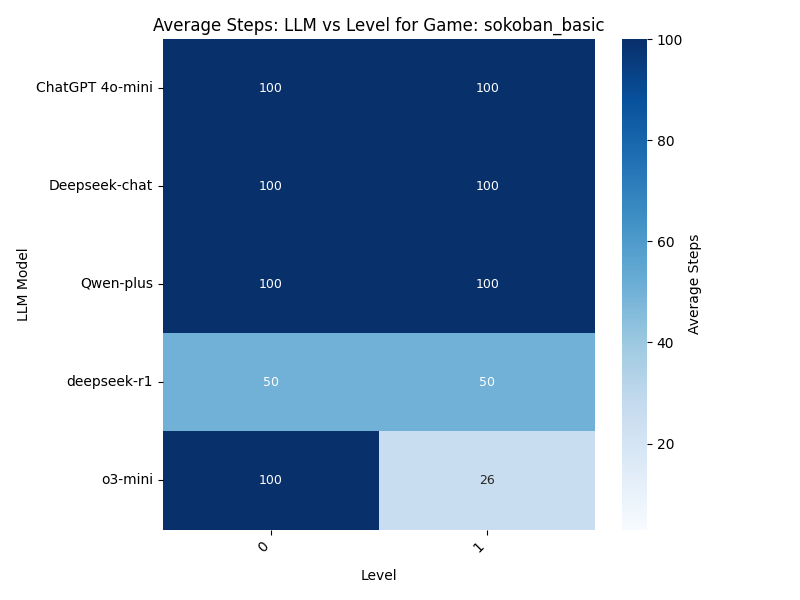 Average Steps: LLM vs Level for Game: sokoban_basic
ChatGPT 4o-mini 100 100
Deepseek-chat 100 100
Qwen-plus 100 100
deepseek-r1 50 50
o3-mini 100 26
0 1
Level
LLM Model
100
80
60
40
20
Average Steps